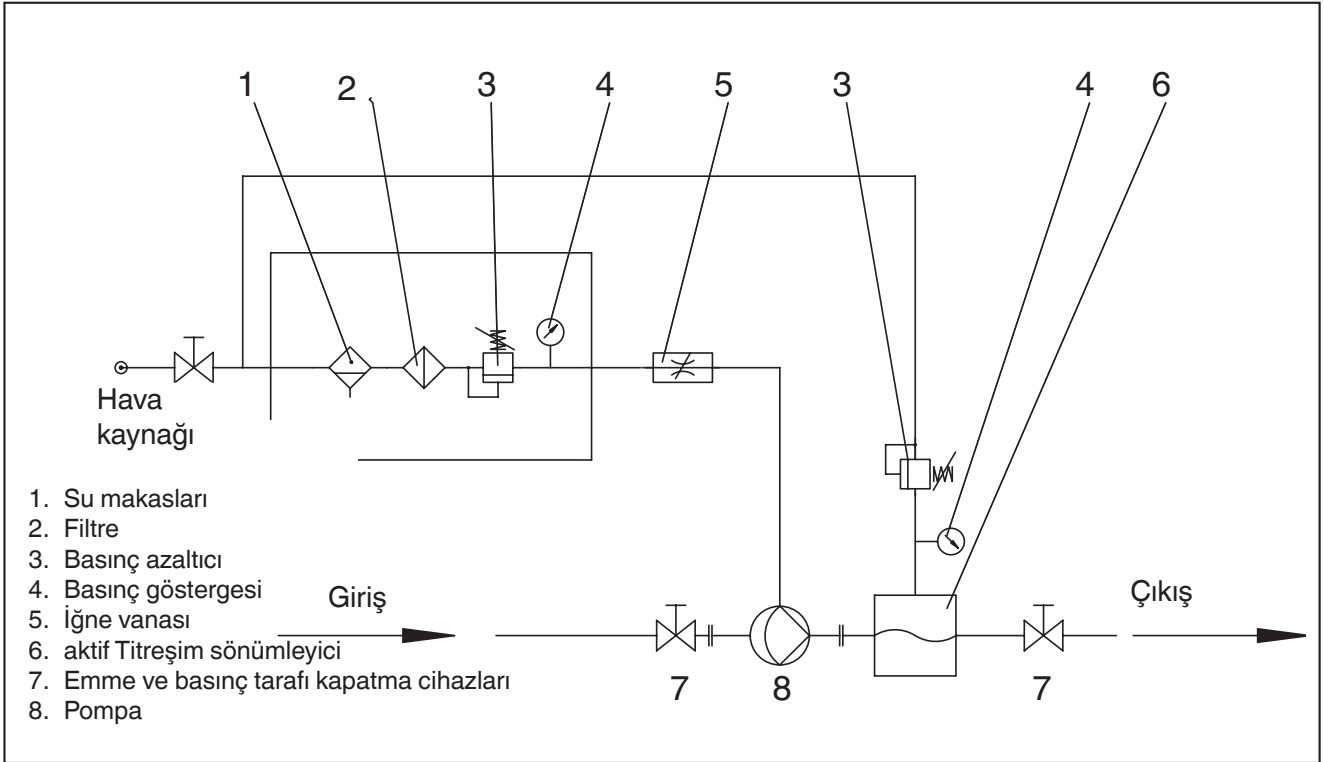 1 2 3 4 5 3 4 6
Hava
kaynağı
1. Su makasları
2. Filtre
3. Basınç azaltıcı
4. Basınç göstergesi
5. İğne vanası
6. aktif Titreşim sönümleyici
7. Emme ve basınç tarafı kapatma cihazları
8. Pompa
Giriş
Çıkış
7 8 7